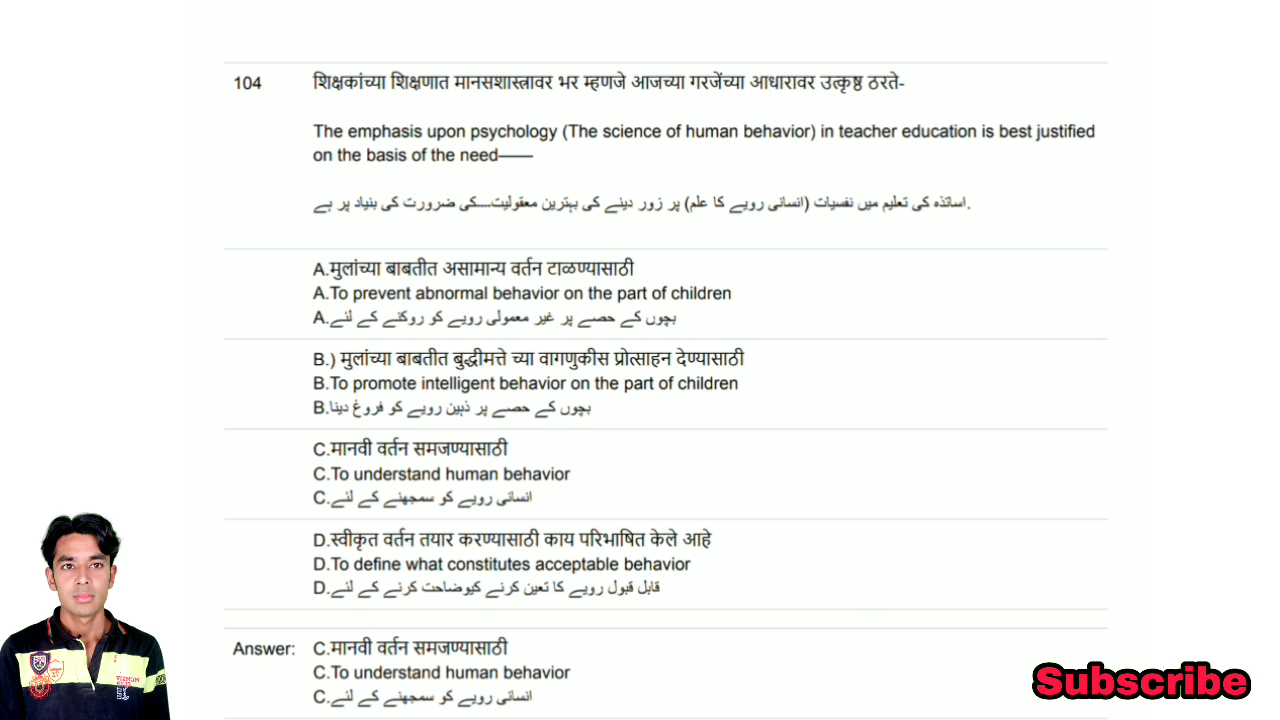 104 शिक्षकांच्या शिक्षणात मानसशास्त्रावर भर म्हणजे आजच्या गरजेंच्या आधारावर उत्कृष्ठ ठरते-
The emphasis upon psychology (The science of human behavior) in teacher education is best justified
on the basis of the need——
اساتذہ کی تعلیم میں نفسیات (انسانی رویے کا علم) پر زور دینے کی بہترین معقولیت___کی ضرورت کی بنیاد پر ہے.
A.मुलांच्या बाबतीत असामान्य वर्तन टाळण्यासाठी
A.To prevent abnormal behavior on the part of children
A.بچوں کے حصے پر غیر معمولی رویے کو روکنے کے لئے
B.) मुलांच्या बाबतीत बुद्धीमत्ते च्या वागणुकीस प्रोत्साहन देण्यासाठी
B.To promote intelligent behavior on the part of children
B.بچوں کے حصے پر ذہین رویے کو فروغ دینا
C.मानवी वर्तन समजण्यासाठी
C.To understand human behavior
C.انسانی رویے کو سمجھنے کے لئے
D.स्वीकृत वर्तन तयार करण्यासाठी काय परिभाषित केले आहे
D.To define what constitutes acceptable behavior
D.قابل قبول رویے کا تعین کرنے کیوضاحت کرنے کے لئے
Answer: C.मानवी वर्तन समजण्यासाठी
C.To understand human behavior
C.انسانی رویے کو سمجھنے کے لئے
Subscribe